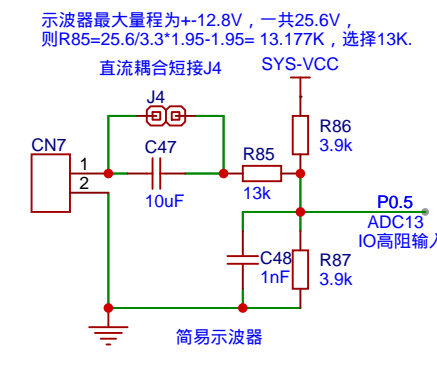 示波器最大量程为+-12.8V，一共25.6V，
则R85=25.6/3.3*1.95-1.95= 13.177K，选择13K.
直流耦合短接J4
SYS-VCC
J4
R86
3.9k
CN7
C47
R85
1
2
10uF
13k
P0.5
ADC13
IO高阻输入
C48
1nF
R87
3.9k
简易示波器